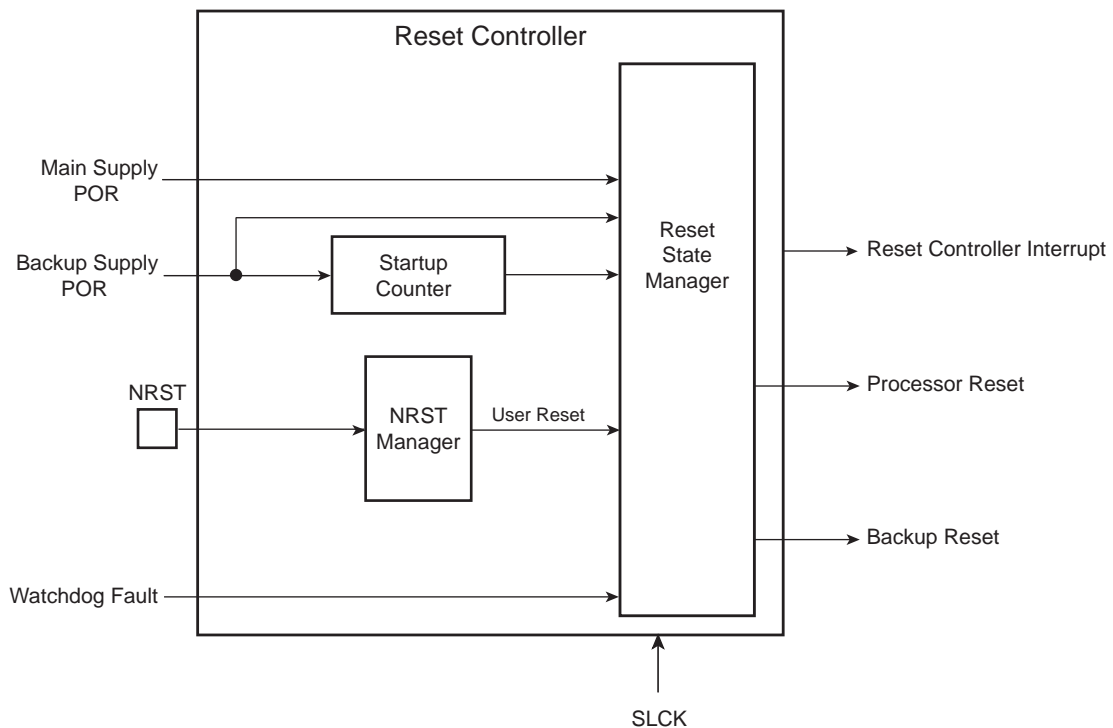 Reset Controller
Main Supply
POR
Backup Supply
POR
Startup
Counter
Reset
State
Manager
Reset Controller Interrupt
NRST
NRST
Manager
User Reset
Processor Reset
Backup Reset
Watchdog Fault
SLCK